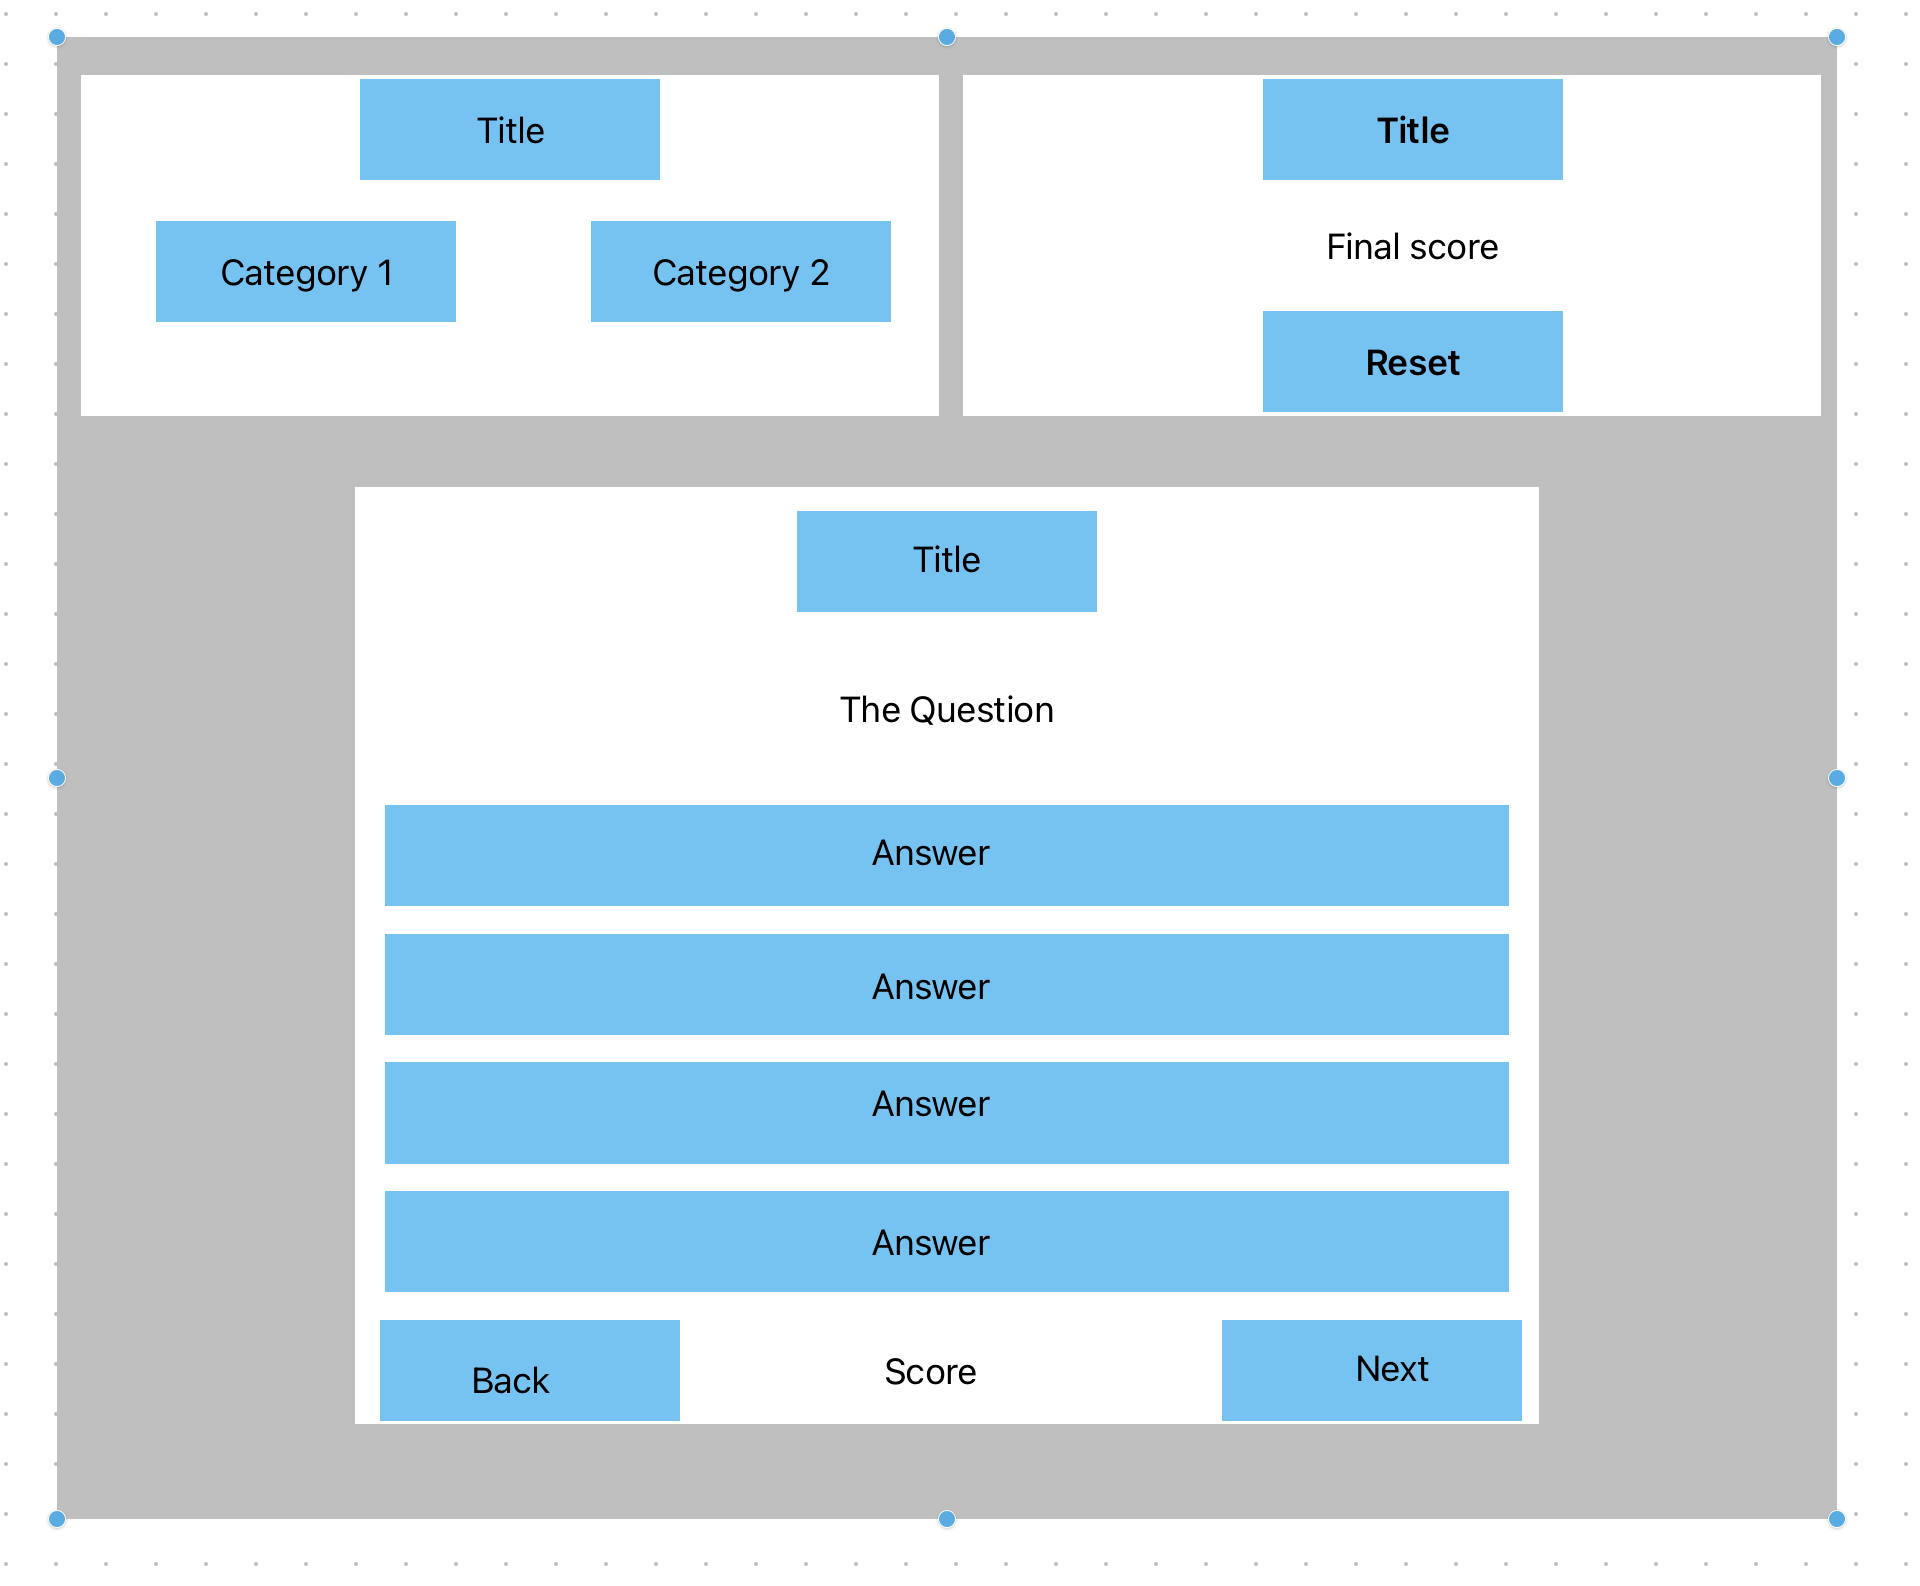 Title
Category 1
Category 2
Title
Final score
Reset
Title
The Question
Answer
Answer
Answer
Answer
Back
Score
Next